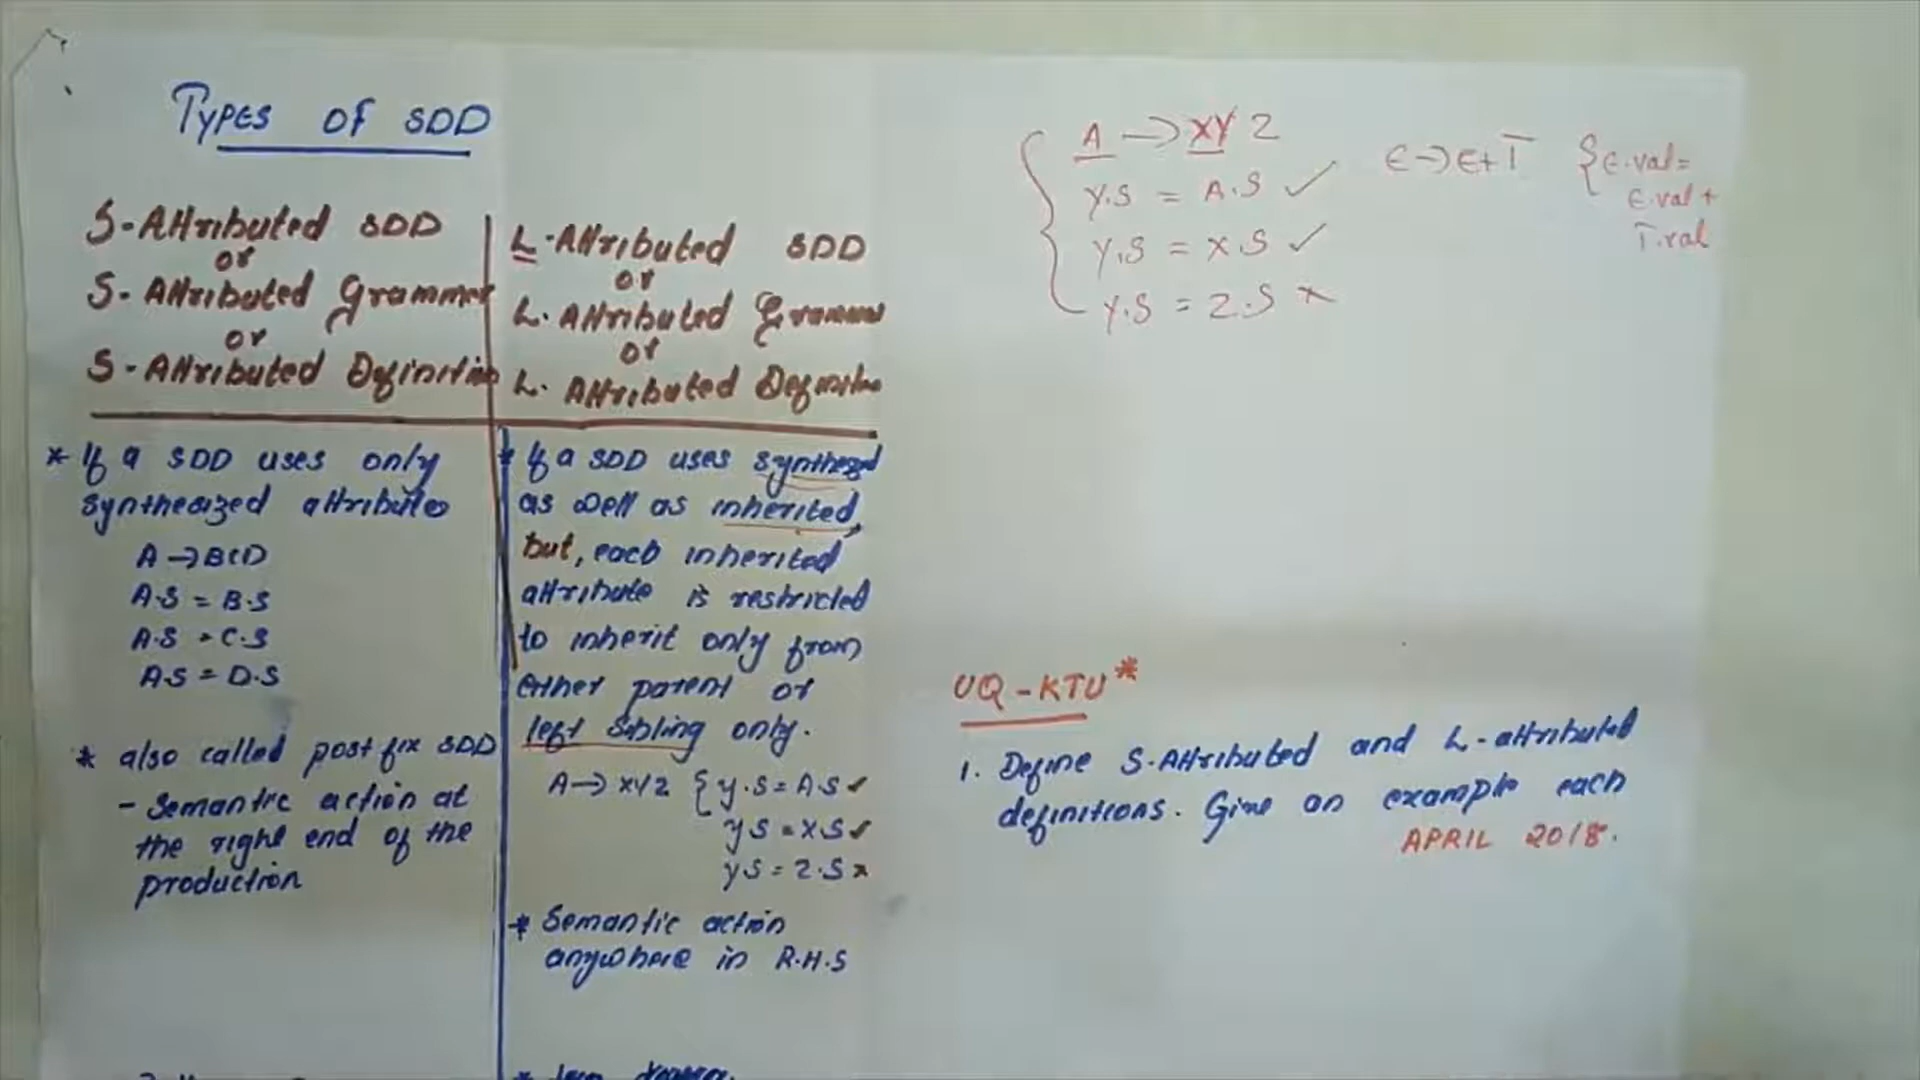 Types of SDD
S-Attributed SDD
or
S-Attributed Grammer
or
S-Attributed Definition
* If a SDD uses only
synthesized attributes
A → BCD
A.S = B.S
A.S = C.S
A.S = D.S
* also called postfix SDD
- Semantic action at
the right end of the
production
L-Attributed SDD
or
L-Attributed Grammer
or
L-Attributed Definition
* If a SDD uses synthesized
as well as inherited,
but, each inherited
attribute is restricted
to inherit only from
either parent or
left sibling only.
A → XYZ { Y.S = A.S ✓
Y.S = X.S ✓
Y.S = Z.S x
* Semantic action
anywhere in R.H.S
A → XYZ
Y.S = A.S ✓
Y.S = X.S ✓
Y.S = Z.S x
E → E+T { E.val =
E.val +
T.val
UQ - KTU *
1. Define S-Attributed and L-attributed
definitions. Give an example each
APRIL 2018.